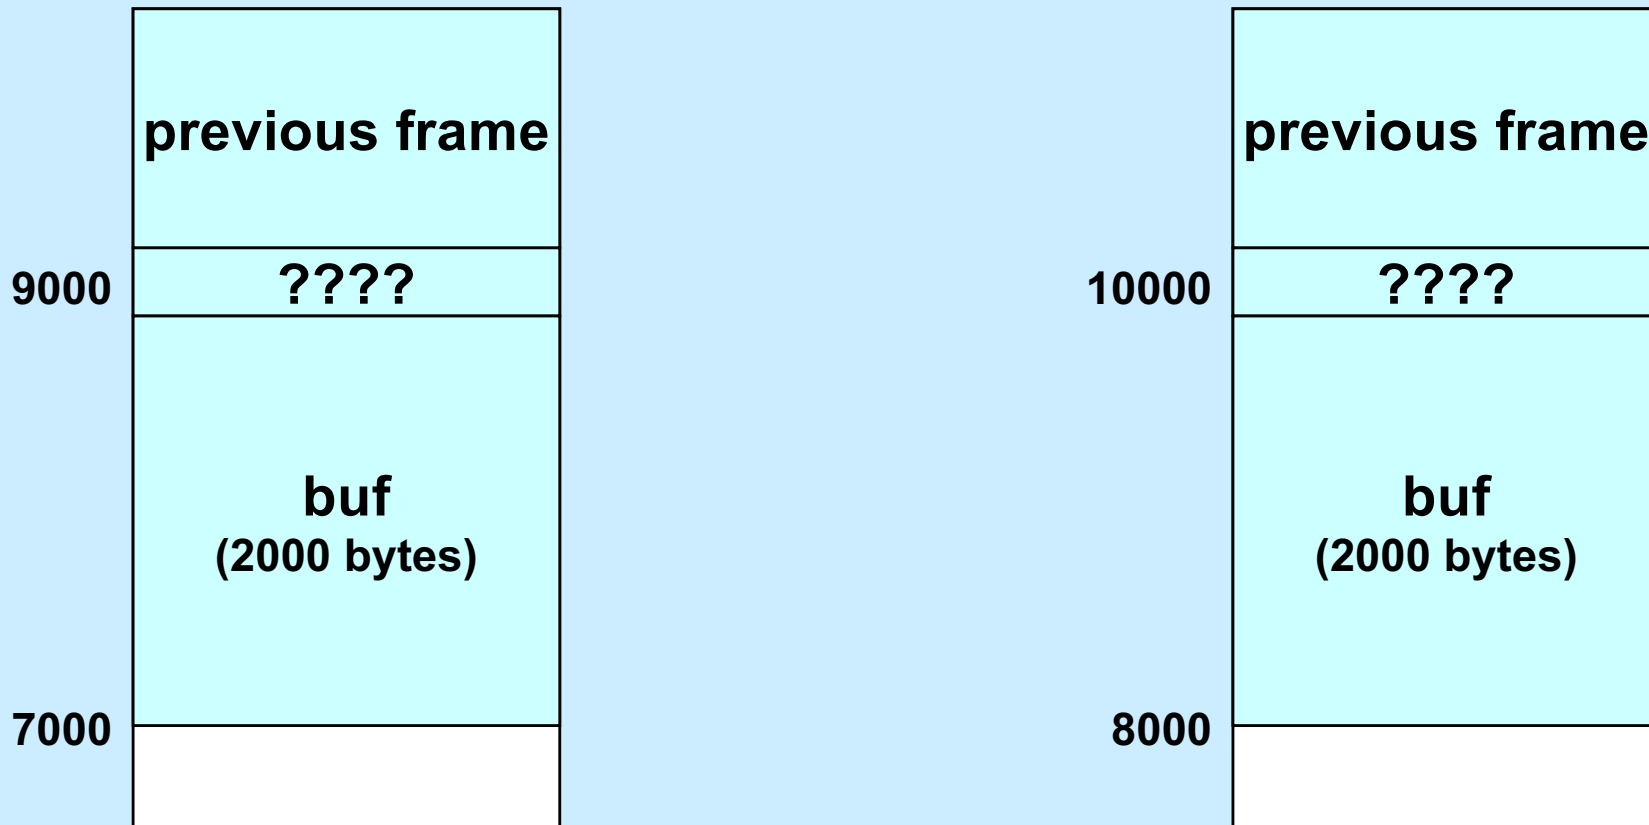 previous frame
9000
????
buf
(2000 bytes)
7000
previous frame
10000
????
buf
(2000 bytes)
8000